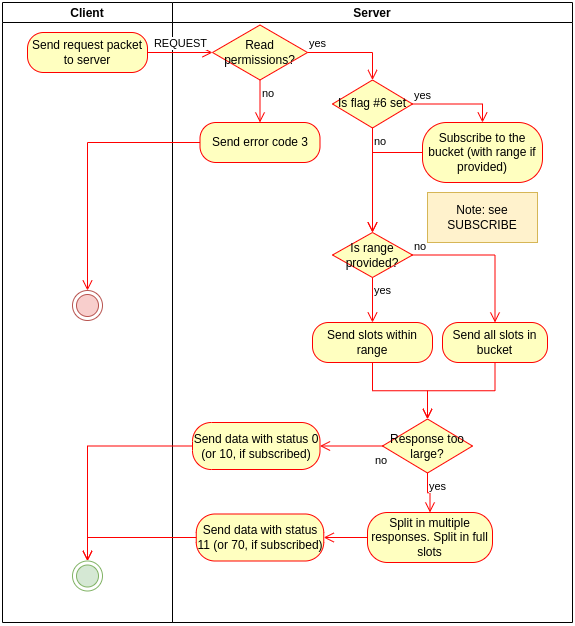 Client
Server
Send request packet
to server
REQUEST
Read
permissions?
yes
no
Is flag #6 set
yes
no
Send error code 3
Subscribe to the
bucket (with range if
provided)
Note: see
SUBSCRIBE
Is range
provided?
no
yes
Send slots within
range
Send all slots in
bucket
Response too
large?
no
yes
Send data with status 0
(or 10, if subscribed)
Split in multiple
responses. Split in full
slots
Send data with status
11 (or 70, if subscribed)